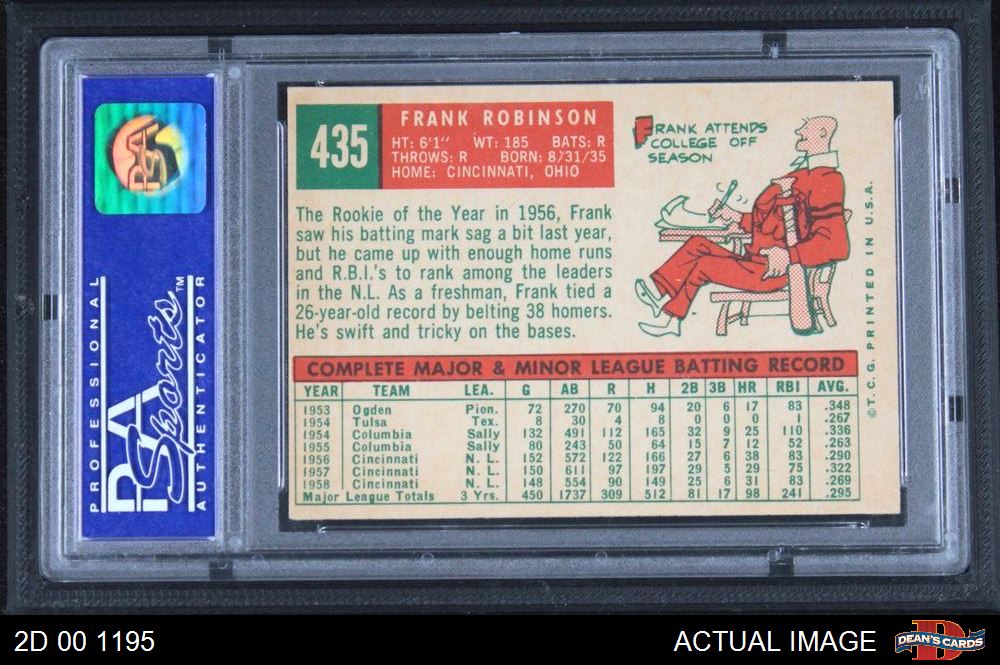 PROFESSIONAL
PSA
Sports™
AUTHENTICATOR
PSA
435
FRANK ROBINSON
HT: 6'1" WT: 185 BATS: R
THROWS: R BORN: 8/31/35
HOME: CINCINNATI, OHIO
FRANK ATTENDS
COLLEGE OFF
SEASON
The Rookie of the Year in 1956, Frank
saw his batting mark sag a bit last year,
but he came up with enough home runs
and R.B.I.'s to rank among the leaders
in the N.L. As a freshman, Frank tied a
26-year-old record by belting 38 homers.
He's swift and tricky on the bases.
COMPLETE MAJOR & MINOR LEAGUE BATTING RECORD
YEAR TEAM LEA. G AB R H 2B 3B HR RBI AVG.
1953 Ogden Pion. 72 270 70 94 20 6 17 83 .348
1954 Tulsa Tex. 8 30 4 8 0 0 0 1 .267
1954 Columbia Sally 132 491 112 165 32 9 25 110 .336
1955 Columbia Sally 80 243 50 64 15 7 12 52 .263
1956 Cincinnati N. L. 152 572 122 166 27 6 38 83 .290
1957 Cincinnati N. L. 150 611 97 197 29 5 29 75 .322
1958 Cincinnati N. L. 148 554 90 149 25 6 31 83 .269
Major League Totals 3 Yrs. 450 1737 309 512 81 17 98 241 .295
©T.C.G. PRINTED IN U.S.A.
2D 00 1195
ACTUAL IMAGE
D
DEAN'S CARDS